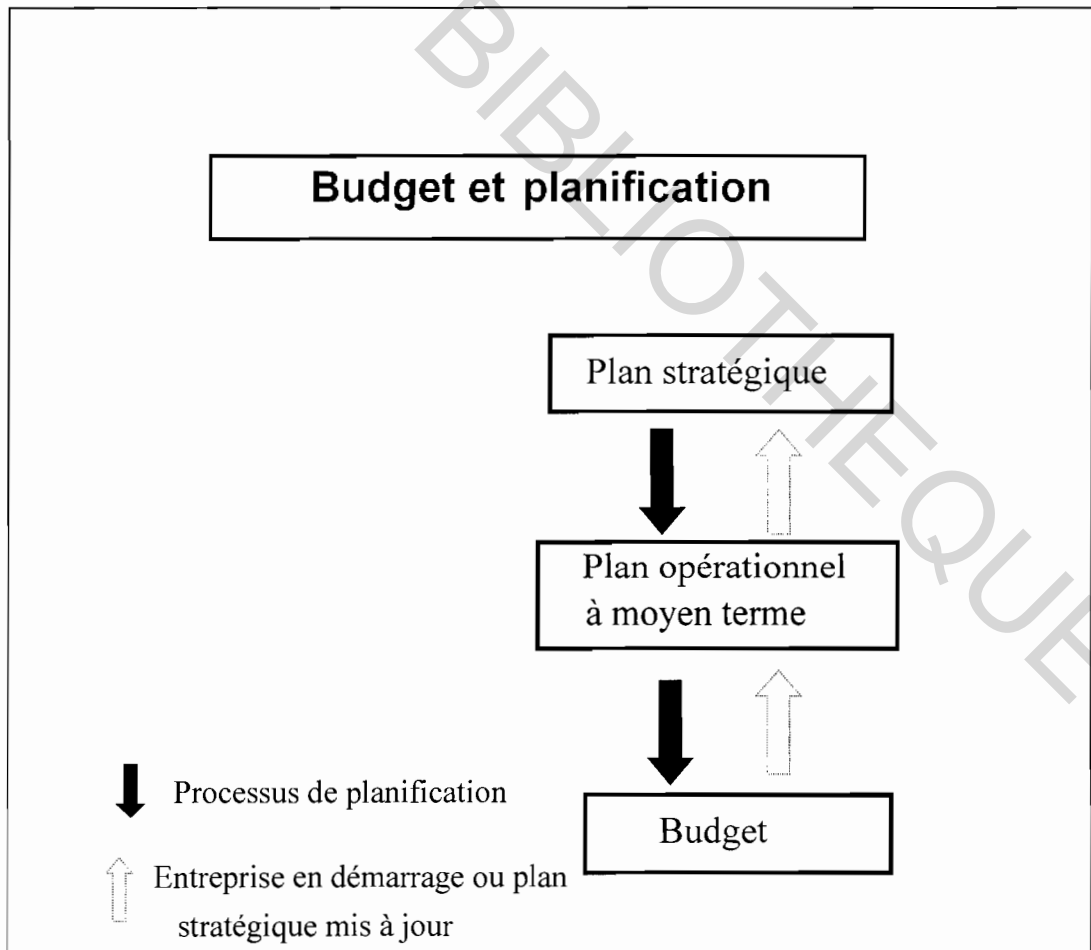 Budget et planification
Plan stratégique
Plan opérationnel
à moyen terme
Budget
Processus de planification
Entreprise en démarrage ou plan
stratégique mis à jour
BIBLIOTHEQUE